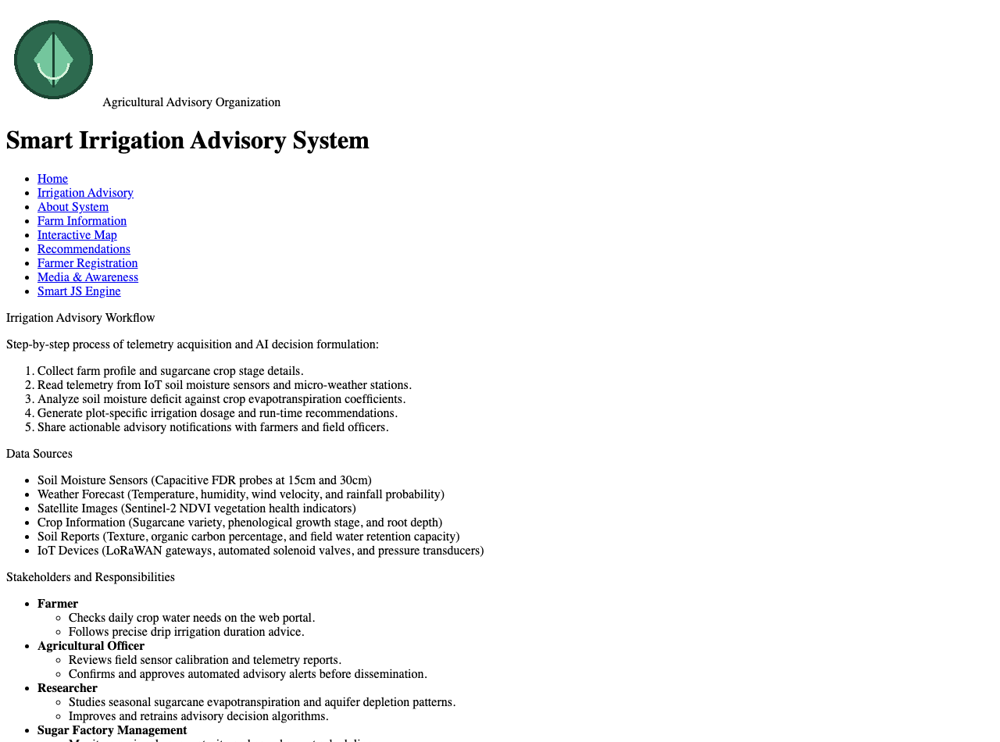 Agricultural Advisory Organization
Smart Irrigation Advisory System
Home
Irrigation Advisory
About System
Farm Information
Interactive Map
Recommendations
Farmer Registration
Media & Awareness
Smart JS Engine
Irrigation Advisory Workflow
Step-by-step process of telemetry acquisition and AI decision formulation:
1. Collect farm profile and sugarcane crop stage details.
2. Read telemetry from IoT soil moisture sensors and micro-weather stations.
3. Analyze soil moisture deficit against crop evapotranspiration coefficients.
4. Generate plot-specific irrigation dosage and run-time recommendations.
5. Share actionable advisory notifications with farmers and field officers.
Data Sources
Soil Moisture Sensors (Capacitive FDR probes at 15cm and 30cm)
Weather Forecast (Temperature, humidity, wind velocity, and rainfall probability)
Satellite Images (Sentinel-2 NDVI vegetation health indicators)
Crop Information (Sugarcane variety, phenological growth stage, and root depth)
Soil Reports (Texture, organic carbon percentage, and field water retention capacity)
IoT Devices (LoRaWAN gateways, automated solenoid valves, and pressure transducers)
Stakeholders and Responsibilities
Farmer
Checks daily crop water needs on the web portal.
Follows precise drip irrigation duration advice.
Agricultural Officer
Reviews field sensor calibration and telemetry reports.
Confirms and approves automated advisory alerts before dissemination.
Researcher
Studies seasonal sugarcane evapotranspiration and aquifer depletion patterns.
Improves and retrains advisory decision algorithms.
Sugar Factory Management